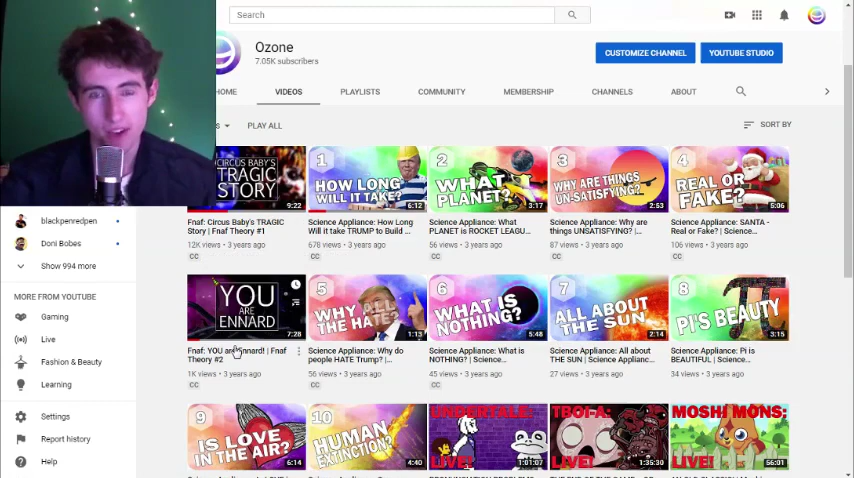 Search
Ozone
7.05K subscribers
CUSTOMIZE CHANNEL
YOUTUBE STUDIO
HOME
VIDEOS
PLAYLISTS
COMMUNITY
MEMBERSHIP
CHANNELS
ABOUT
PLAY ALL
SORT BY
CIRCUS BABY'S
TRAGIC
STORY
9:22
1
HOW LONG
WILL IT TAKE?
6:12
2
WHAT
PLANET?
3:17
3
WHY ARE THINGS
UN-SATISFYING?
2:53
4
REAL OR
FAKE?
5:06
Fnaf: Circus Baby's TRAGIC
Story | Fnaf Theory #1
12K views • 3 years ago
CC
Science Appliance: How Long
Will it take TRUMP to Build ...
678 views • 3 years ago
CC
Science Appliance: What
PLANET is ROCKET LEAGU...
56 views • 3 years ago
CC
Science Appliance: Why are
things UNSATISFYING? |...
87 views • 3 years ago
CC
Science Appliance: SANTA -
Real or Fake? | Science...
106 views • 3 years ago
CC
blackpenredpen
Doni Bobes
Show 994 more
MORE FROM YOUTUBE
Gaming
Live
Fashion & Beauty
Learning
Settings
Report history
Help
YOU
ARE
ENNARD
7:28
5
WHY ALL
THE HATE?
1:13
6
WHAT IS
NOTHING?
5:48
7
ALL ABOUT
THE SUN
2:14
8
PI'S BEAUTY
3:15
Fnaf: YOU are Ennard! | Fnaf
Theory #2
1K views • 3 years ago
CC
Science Appliance: Why do
people HATE Trump? |...
56 views • 3 years ago
CC
Science Appliance: What is
NOTHING? | Science...
45 views • 3 years ago
CC
Science Appliance: All about
THE SUN | Science Applianc...
27 views • 3 years ago
Science Appliance: Pi is
BEAUTIFUL | Science...
34 views • 3 years ago
9
IS LOVE
IN THE AIR?
6:14
10
HUMAN
EXTINCTION?
4:40
UNDERTALE:
LIVE!
1:01:07
TBOI-A:
LIVE!
1:35:30
MOSHI MONS:
LIVE!
56:01